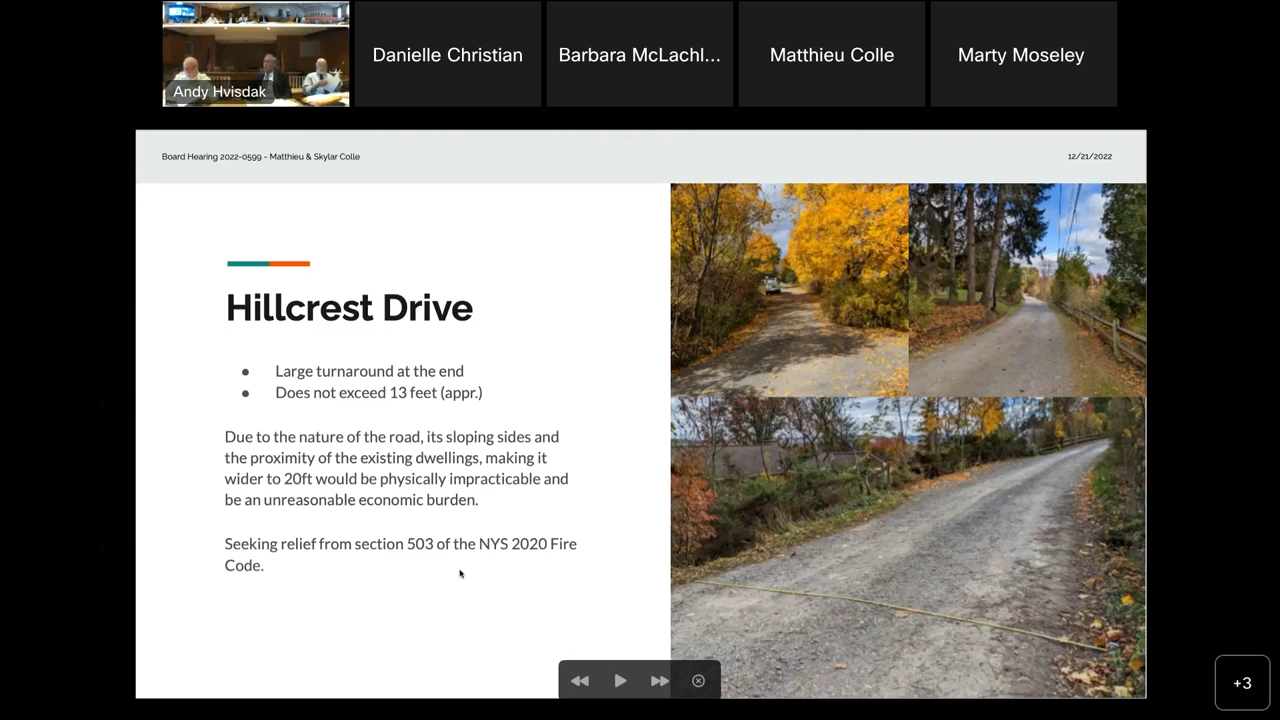 Andy Hvisdak
Danielle Christian
Barbara McLachl...
Matthieu Colle
Marty Moseley
Board Hearing 2022-0599 - Matthieu & Skylar Colle
12/21/2022
Hillcrest Drive
● Large turnaround at the end
● Does not exceed 13 feet (appr.)
Due to the nature of the road, its sloping sides and
the proximity of the existing dwellings, making it
wider to 20ft would be physically impracticable and
be an unreasonable economic burden.
Seeking relief from section 503 of the NYS 2020 Fire
Code.
+3